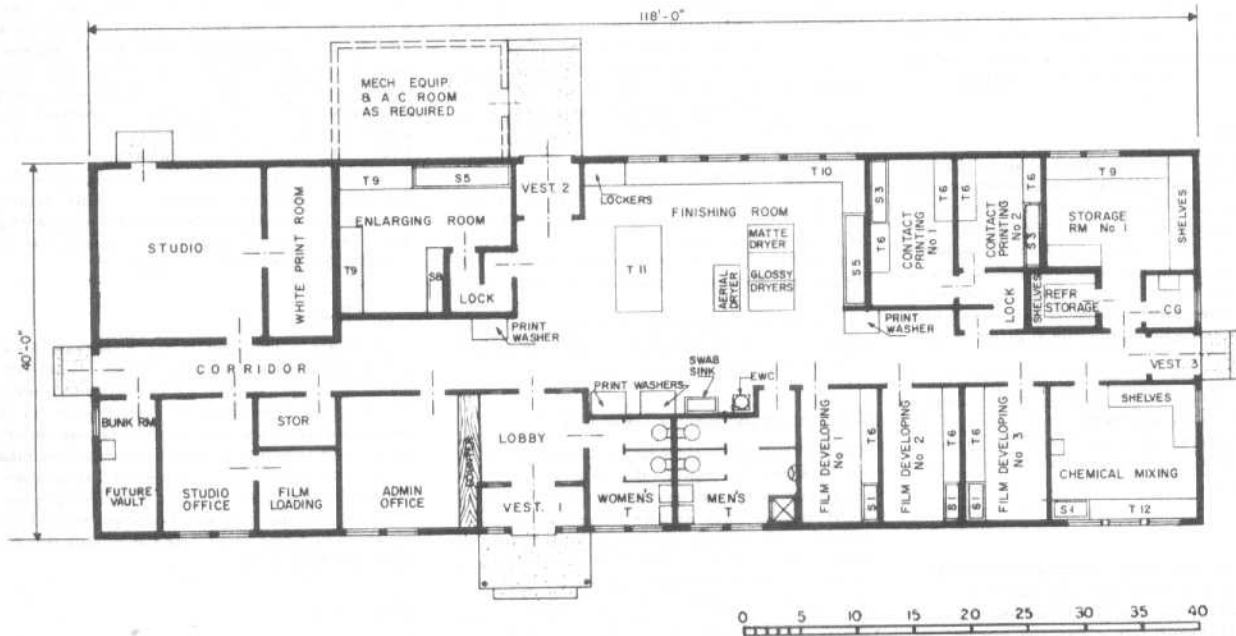 118'-0"
MECH EQUIP.
& A C ROOM
AS REQUIRED
40'-0"
STUDIO
WHITE PRINT ROOM
T9
S5
ENLARGING ROOM
T9
S8
LOCK
VEST. 2
LOCKERS
T10
FINISHING ROOM
T11
MATTE
DRYER
GLOSSY
DRYERS
AERIAL
DRYER
S5
PRINT
WASHER
PRINT
WASHER
S3
T6
T6
CONTACT
PRINTING
No 1
T6
CONTACT
PRINTING
No 2
T6
S3
T9
STORAGE
RM No 1
SHELVES
LOCK
SHELVES
REFR
STORAGE
CG
VEST. 3
CORRIDOR
BUNK RM
FUTURE
VAULT
STUDIO
OFFICE
STOR
FILM
LOADING
ADMIN
OFFICE
COUNTER
LOBBY
VEST. 1
PRINT WASHERS
SWAB
SINK
EWC
WOMEN'S
T
MEN'S
T
FILM DEVELOPING
No 1
T6
S1
FILM DEVELOPING
No 2
T6
S1
T6
S1
FILM DEVELOPING
No 3
SHELVES
CHEMICAL MIXING
S4
T12
0 5 10 15 20 25 30 35 40